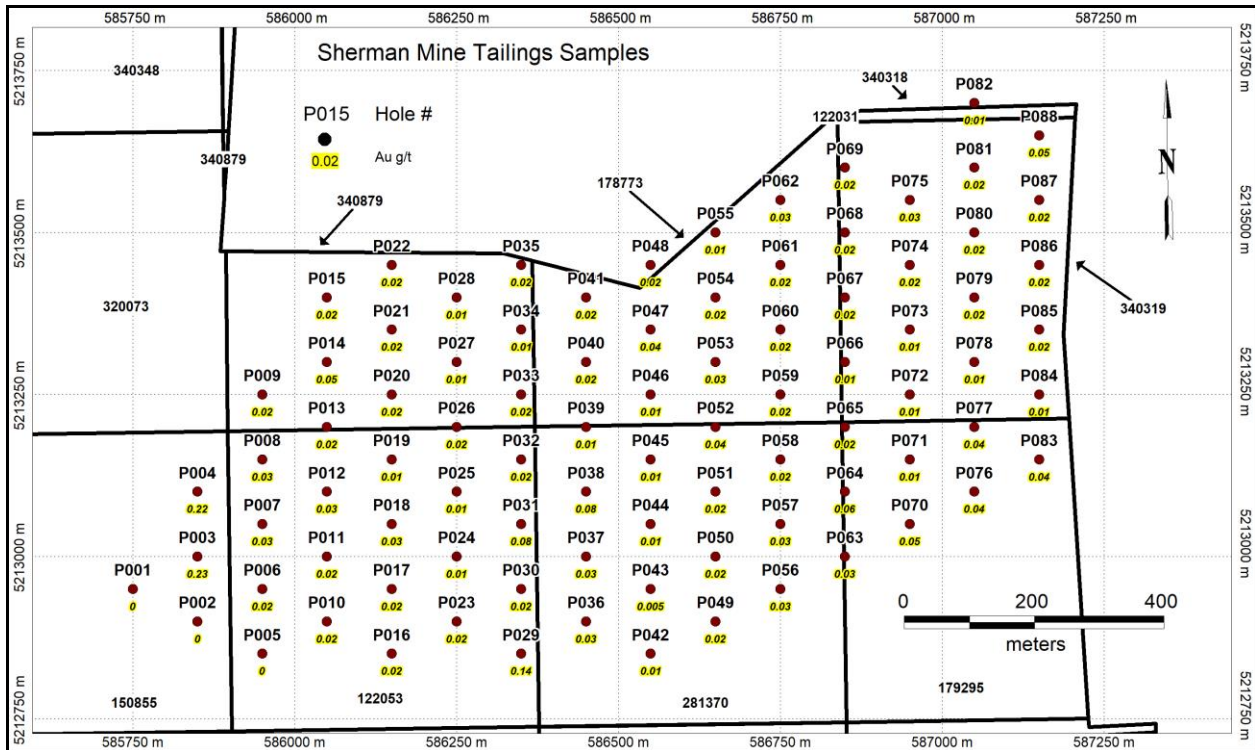 585750 m 586000 m 586250 m 586500 m 586750 m 587000 m 587250 m
Sherman Mine Tailings Samples
5213750 m
5213500 m
5213250 m
5213000 m
5212750 m
5213750 m
5213500 m
5213250 m
5213000 m
5212750 m
P015 Hole #
0.02 Au g/t
340348
340879
340879
320073
178773
122031
340318
340319
150855
122053
281370
179295
N
P001
0
P002
0
P003
0.23
P004
0.22
P005
0
P006
0.02
P007
0.03
P008
0.03
P009
0.02
P010
0.02
P011
0.02
P012
0.03
P013
0.02
P014
0.05
P015
0.02
P016
0.02
P017
0.02
P018
0.03
P019
0.01
P020
0.02
P021
0.02
P022
0.02
P023
0.02
P024
0.01
P025
0.01
P026
0.02
P027
0.01
P028
0.01
P029
0.14
P030
0.02
P031
0.08
P032
0.02
P033
0.02
P034
0.01
P035
0.02
P036
0.03
P037
0.03
P038
0.08
P039
0.01
P040
0.02
P041
0.02
P042
0.01
P043
0.005
P044
0.01
P045
0.01
P046
0.01
P047
0.04
P048
0.02
P049
0.02
P050
0.02
P051
0.02
P052
0.04
P053
0.03
P054
0.02
P055
0.01
P056
0.03
P057
0.03
P058
0.02
P059
0.02
P060
0.02
P061
0.02
P062
0.03
P063
0.03
P064
0.06
P065
0.02
P066
0.01
P067
0.02
P068
0.02
P069
0.02
P070
0.05
P071
0.01
P072
0.01
P073
0.01
P074
0.02
P075
0.03
P076
0.04
P077
0.04
P078
0.01
P079
0.02
P080
0.02
P081
0.02
P082
0.01
P083
0.04
P084
0.01
P085
0.02
P086
0.02
P087
0.02
P088
0.05
0 200 400
meters
585750 m 586000 m 586250 m 586500 m 586750 m 587000 m 587250 m